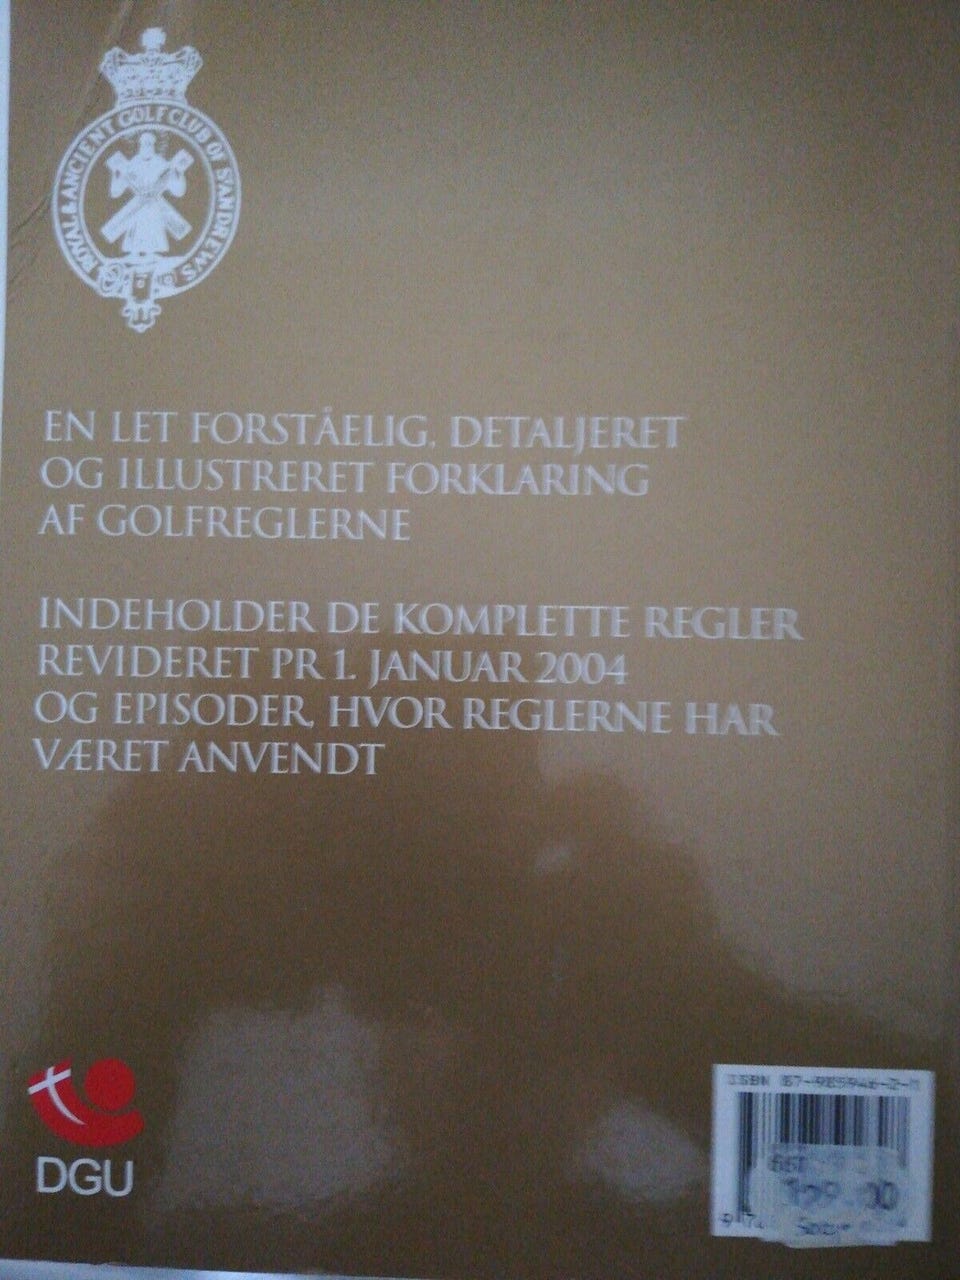 ROYAL & ANCIENT GOLF CLUB OF ST ANDREWS
EN LET FORSTÅELIG, DETALJERET
OG ILLUSTRERET FORKLARING
AF GOLFREGLERNE
INDEHOLDER DE KOMPLETTE REGLER
REVIDERET PR 1. JANUAR 2004
OG EPISODER, HVOR REGLERNE HAR
VÆRET ANVENDT
DGU
ISBN